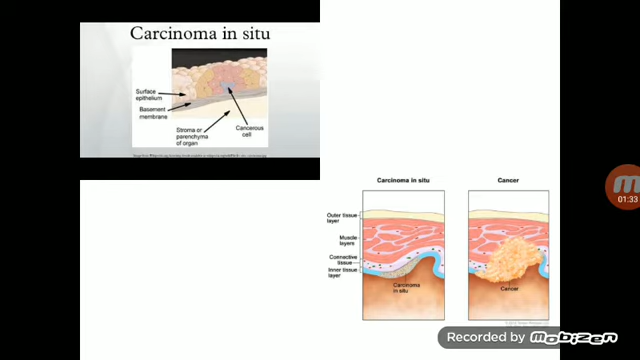 Carcinoma in situ
Surface
epithelium
Basement
membrane
Stroma or
parenchyma
of organ
Cancerous
cell
Carcinoma in situ
Cancer
Outer tissue
layer
Muscle
layers
Connective
tissue
Inner tissue
layer
Carcinoma
in situ
Cancer
01:33
Recorded by mobizen